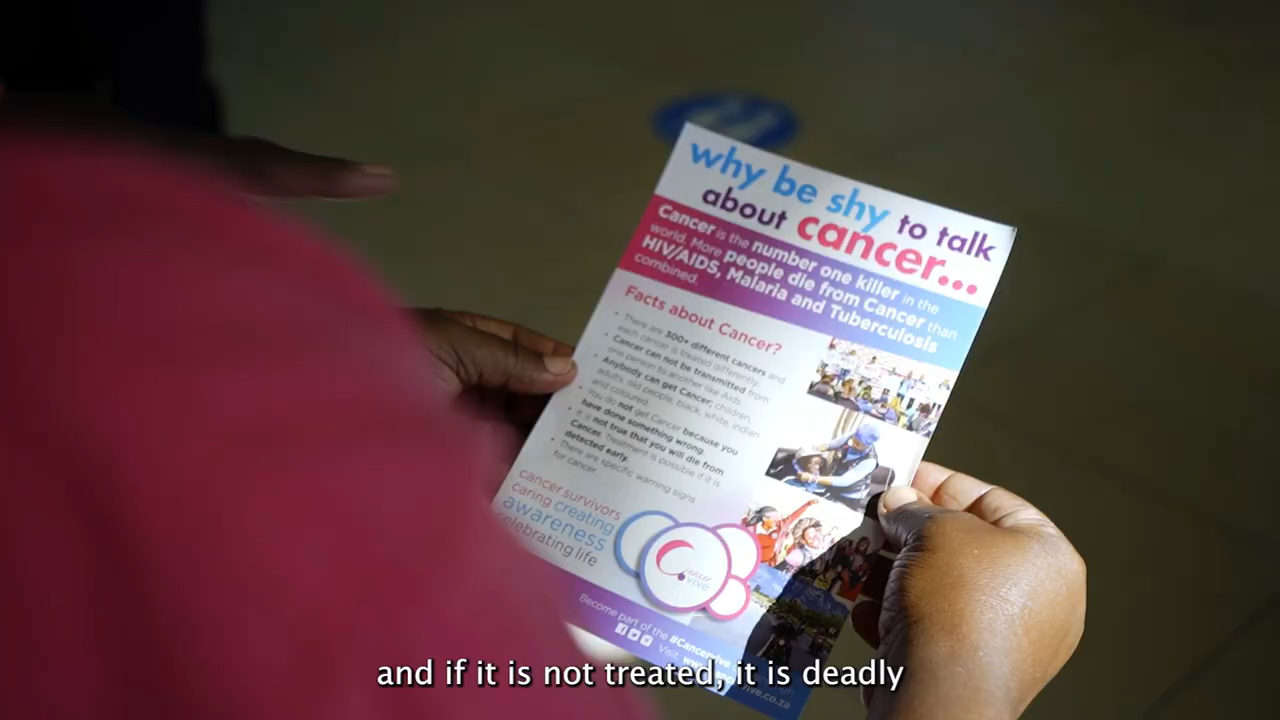 why be shy to talk
about cancer...
Cancer is the number one killer in the
world. More people die from Cancer than
HIV/AIDS, Malaria and Tuberculosis
combined.
Facts about Cancer?
• There are 300+ different cancers and
each cancer is treated differently.
• Cancer can not be transmitted from
one person to another like Aids
• Anybody can get Cancer; children,
adults, old people, black, white, indian
and coloured.
• You do not get Cancer because you
have done something wrong.
• It is not true that you will die from
Cancer. Treatment is possible if it is
detected early.
• There are specific warning signs
for cancer.
cancer survivors
caring creating
awareness
celebrating life
cancer
vive
Become part of the #Cancervive
Visit
and if it is not treated, it is deadly